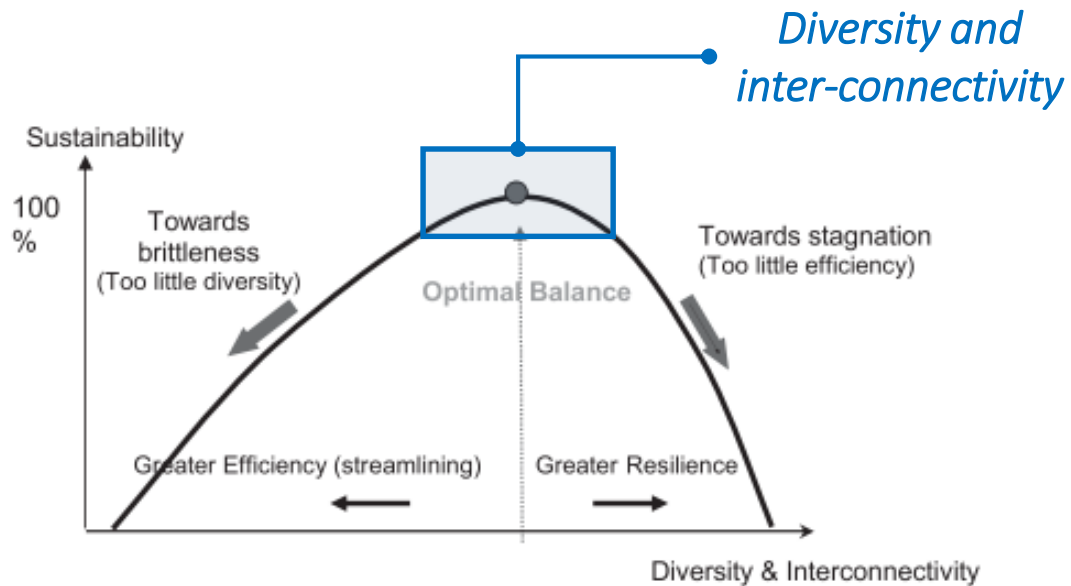 Diversity and
inter-connectivity
Sustainability
100
%
Towards
brittleness
(Too little diversity)
Towards stagnation
(Too little efficiency)
Optimal Balance
Greater Efficiency (streamlining)
Greater Resilience
Diversity & Interconnectivity